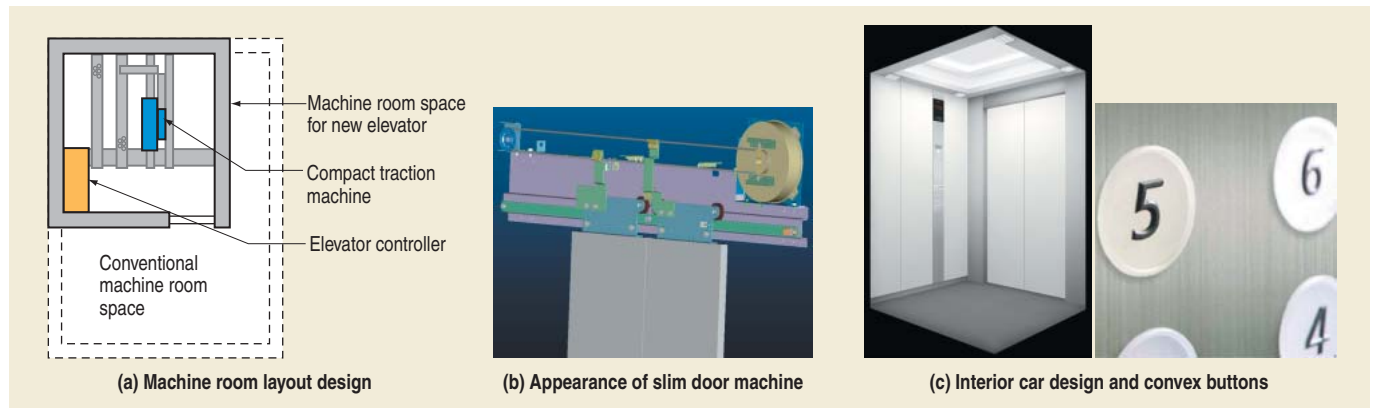 Machine room space
for new elevator
Compact traction
machine
Elevator controller
Conventional
machine room
space
(a) Machine room layout design
(b) Appearance of slim door machine
5
6
4
(c) Interior car design and convex buttons